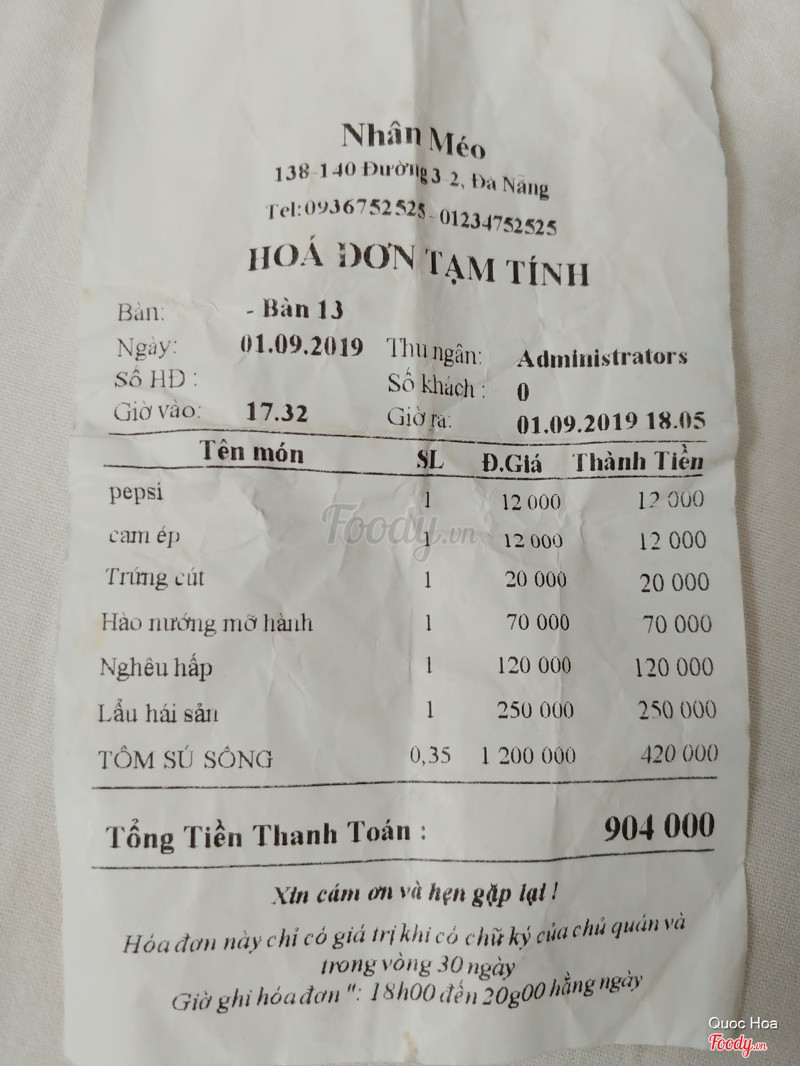 Nhân Méo
138-140 Đường 3-2, Đà Nẵng
Tel:0936752525-01234752525
HOÁ ĐƠN TẠM TÍNH
Bàn: - Bàn 13
Ngày: 01.09.2019 Thu ngân: Administrators
Số HĐ : Số khách : 0
Giờ vào: 17.32 Giờ ra: 01.09.2019 18.05
Tên món SL Đ.Giá Thành Tiền
pepsi 1 12 000 12 000
cam ép 1 12 000 12 000
Trứng cút 1 20 000 20 000
Hào nướng mỡ hành 1 70 000 70 000
Nghêu hấp 1 120 000 120 000
Lẩu hái sản 1 250 000 250 000
TÔM SÚ SÔNG 0,35 1 200 000 420 000
Tổng Tiền Thanh Toán : 904 000
Xin cám ơn và hẹn gặp lại !
Hóa đơn này chỉ có giá trị khi có chữ ký của chủ quán và
trong vòng 30 ngày
Giờ ghi hóa đơn ": 18h00 đến 20g00 hằng ngày
Foody.vn
Quoc Hoa
Foody.vn